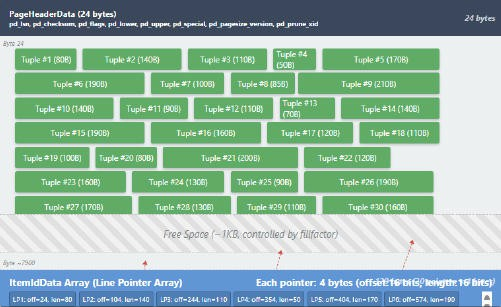 PageHeaderData (24 bytes)
pd_lsn, pd_checksum, pd_flags, pd_lower, pd_upper, pd_special, pd_pagesize_version, pd_prune_xid
24 bytes
Byte 24
Tuple #1 (80B) Tuple #2 (140B) Tuple #3 (110B) Tuple #4 (50B) Tuple #5 (170B)
Tuple #6 (190B) Tuple #7 (100B) Tuple #8 (85B) Tuple #9 (210B)
Tuple #10 (140B) Tuple #11 (90B) Tuple #12 (110B) Tuple #13 (70B) Tuple #14 (140B)
Tuple #15 (190B) Tuple #16 (160B) Tuple #17 (120B) Tuple #18 (110B)
Tuple #19 (100B) Tuple #20 (80B) Tuple #21 (200B) Tuple #22 (120B)
Tuple #23 (160B) Tuple #24 (130B) Tuple #25 (90B) Tuple #26 (190B)
Tuple #27 (170B) Tuple #28 (130B) Tuple #29 (110B) Tuple #30 (160B)
Free Space (~1KB, controlled by fillfactor)
Byte ~7900
ItemIdData Array (Line Pointer Array)
Each pointer: 4 bytes (offset 16 bits, length 16 bits)
LP1: off=24, len=80 LP2: off=104, len=140 LP3: off=244, len=110 LP4: off=354, len=50 LP5: off=404, len=170 LP6: off=574, len=190